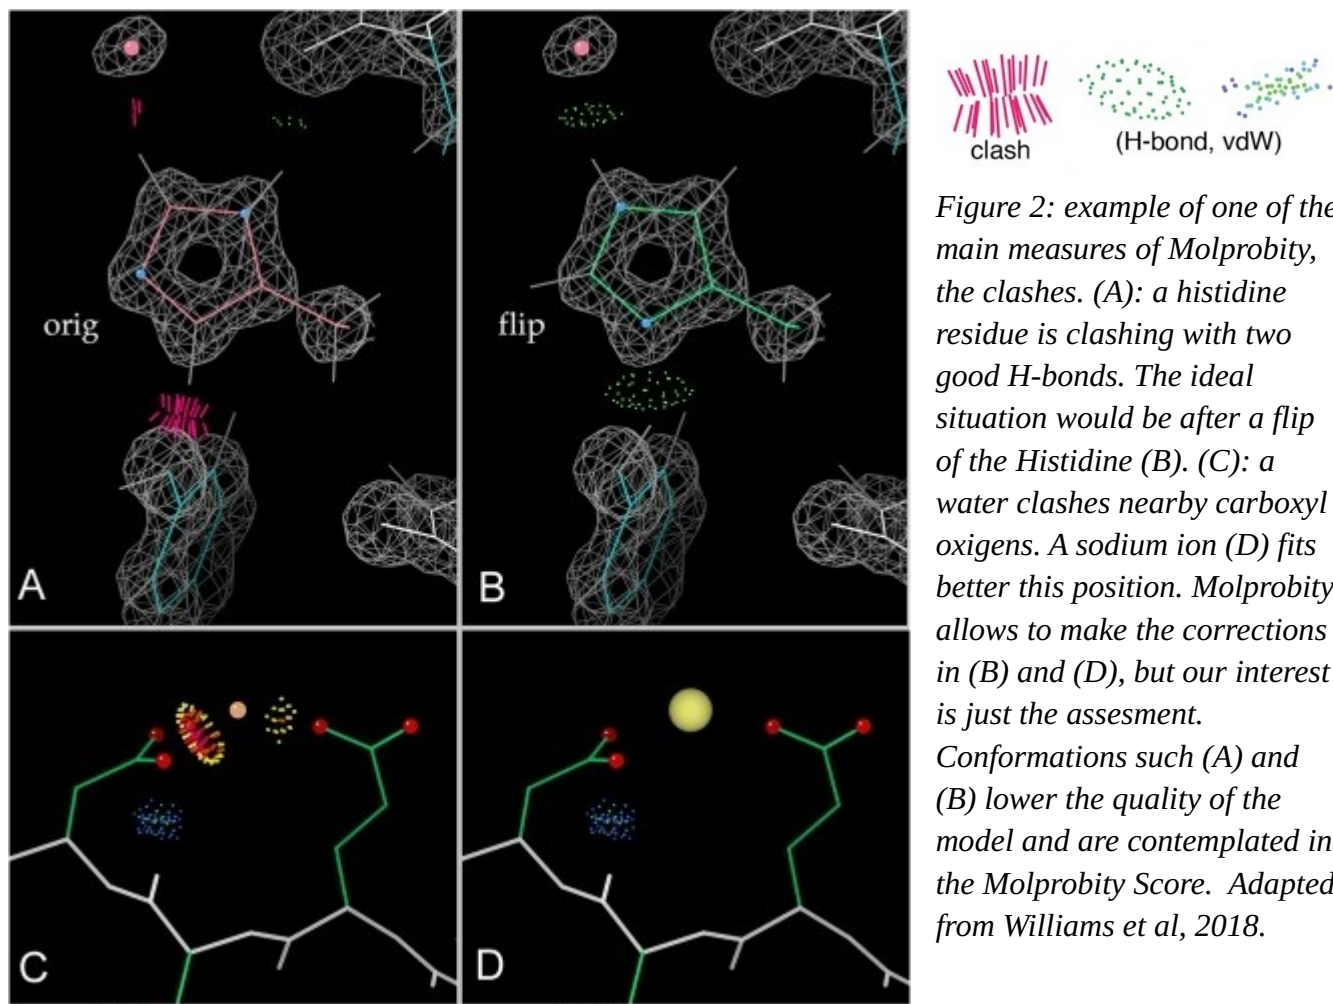 orig
A
flip
B
C
D
clash
(H-bond, vdW)
Figure 2: example of one of the
main measures of Molprobity,
the clashes. (A): a histidine
residue is clashing with two
good H-bonds. The ideal
situation would be after a flip
of the Histidine (B). (C): a
water clashes nearby carboxyl
oxigens. A sodium ion (D) fits
better this position. Molprobity
allows to make the corrections
in (B) and (D), but our interest
is just the assesment.
Conformations such (A) and
(B) lower the quality of the
model and are contemplated in
the Molprobity Score. Adapted
from Williams et al, 2018.